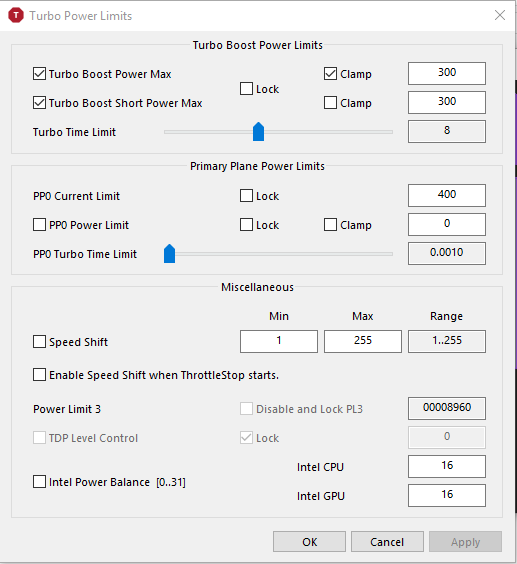 T Turbo Power Limits
Turbo Boost Power Limits
Turbo Boost Power Max Clamp 300
Lock
Turbo Boost Short Power Max Clamp 300
Turbo Time Limit 8
Primary Plane Power Limits
PP0 Current Limit Lock 400
PP0 Power Limit Lock Clamp 0
PP0 Turbo Time Limit 0.0010
Miscellaneous
Min Max Range
Speed Shift 1 255 1..255
Enable Speed Shift when ThrottleStop starts.
Power Limit 3 Disable and Lock PL3 00008960
TDP Level Control Lock 0
Intel CPU 16
Intel Power Balance [0..31]
Intel GPU 16
OK Cancel Apply